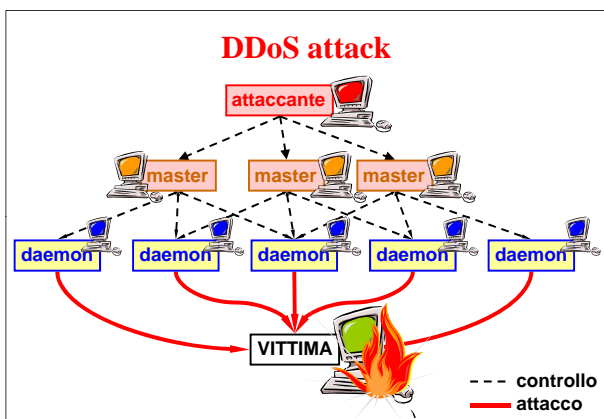 DDoS attack
attaccante
master master master
daemon daemon daemon daemon daemon
VITTIMA
controllo
attacco